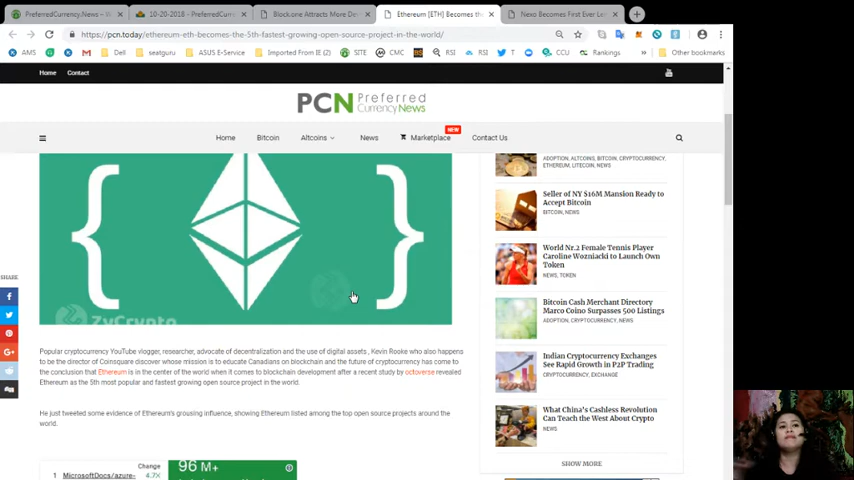 PreferredCurrency.News – W
10-20-2018 - PreferredCurre
Block.one Attracts More Dev
Ethereum [ETH] Becomes the
Nexo Becomes First Ever Len
https://pcn.today/ethereum-eth-becomes-the-5th-fastest-growing-open-source-project-in-the-world/
AMS
DEV
seatguru
ASUS E-Service
Imported From IE (2)
SITE
CMC
RSI
RSI
CCU
Rankings
Other bookmarks
Home Contact
PCN Preferred
Currency News
NEW
Home Bitcoin Altcoins News Marketplace Contact Us
{ }
ZyCrypto
SHARE
ADOPTION, ALTCOINS, BITCOIN, CRYPTOCURRENCY,
ETHEREUM, LITECOIN, NEWS
Seller of NY $16M Mansion Ready to
Accept Bitcoin
BITCOIN, NEWS
World Nr.2 Female Tennis Player
Caroline Wozniacki to Launch Own
Token
NEWS, TOKEN
Bitcoin Cash Merchant Directory
Marco Coino Surpasses 500 Listings
ADOPTION, CRYPTOCURRENCY, NEWS
Indian Cryptocurrency Exchanges
See Rapid Growth in P2P Trading
CRYPTOCURRENCY, EXCHANGE
What China's Cashless Revolution
Can Teach the West About Crypto
NEWS
SHOW MORE
Popular cryptocurrency YouTube vlogger, researcher, advocate of decentralization and the use of digital assets , Kevin Rooke who also happens
to be the director of Coinsquare discover whose mission is to educate Canadians on blockchain and the future of cryptocurrency has come to
the conclusion that Ethereum is in the center of the world when it comes to blockchain development after a recent study by octoverse revealed
Ethereum as the 5th most popular and fastest growing open source project in the world.
He just tweeted some evidence of Ethereum's grousing influence, showing Ethereum listed among the top open source projects around the
world.
Change
1 MicrosoftDocs/azure- 4.7X
96 M+